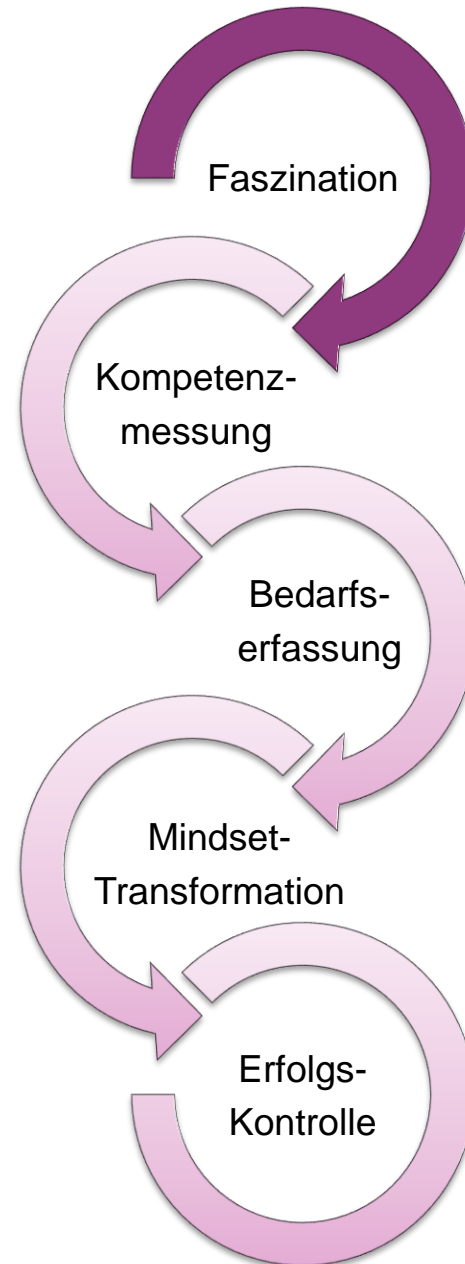 Faszination
Kompetenz-
messung
Bedarfs-
erfassung
Mindset-
Transformation
Erfolgs-
Kontrolle